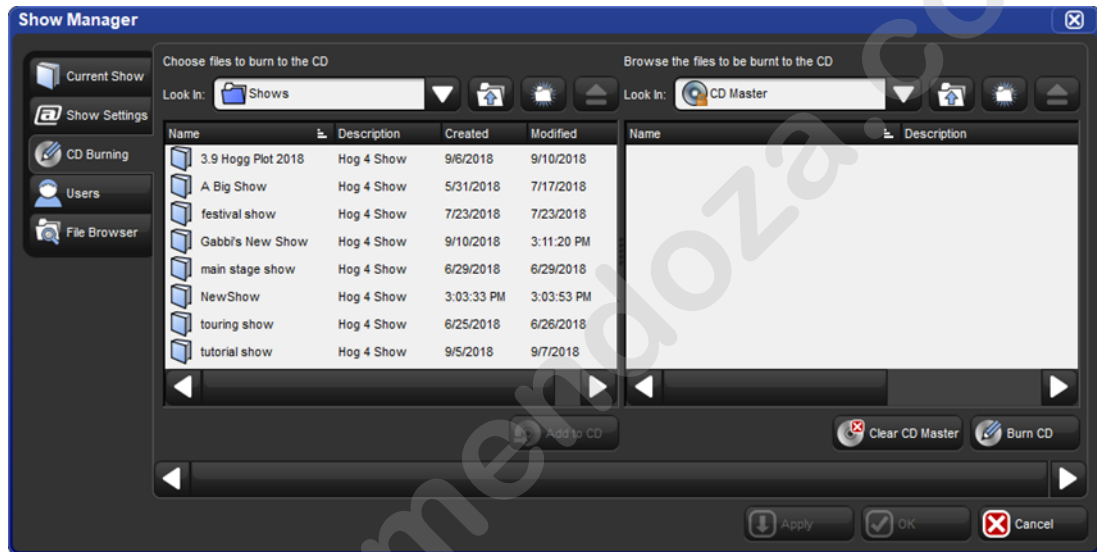 Show Manager
Current Show
Show Settings
CD Burning
Users
File Browser
Choose files to burn to the CD
Look In: Shows
Name Description Created Modified
3.9 Hogg Plot 2018 Hog 4 Show 9/6/2018 9/10/2018
A Big Show Hog 4 Show 5/31/2018 7/17/2018
festival show Hog 4 Show 7/23/2018 7/23/2018
Gabbi's New Show Hog 4 Show 9/10/2018 3:11:20 PM
main stage show Hog 4 Show 6/29/2018 6/29/2018
NewShow Hog 4 Show 3:03:33 PM 3:03:53 PM
touring show Hog 4 Show 6/25/2018 6/26/2018
tutorial show Hog 4 Show 9/5/2018 9/7/2018
Add to CD
Browse the files to be burnt to the CD
Look In: CD Master
Name Description
Clear CD Master Burn CD
Apply OK Cancel
mendoza.co